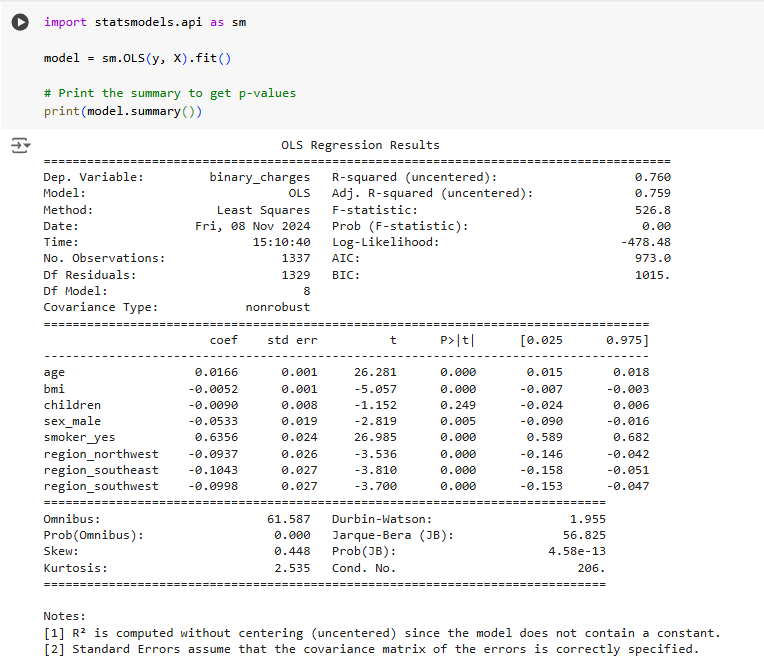 import statsmodels.api as sm
model = sm.OLS(y, X).fit()
# Print the summary to get p-values
print(model.summary())
OLS Regression Results
==============================================================================
Dep. Variable: binary_charges R-squared (uncentered): 0.760
Model: OLS Adj. R-squared (uncentered): 0.759
Method: Least Squares F-statistic: 526.8
Date: Fri, 08 Nov 2024 Prob (F-statistic): 0.00
Time: 15:10:40 Log-Likelihood: -478.48
No. Observations: 1337 AIC: 973.0
Df Residuals: 1329 BIC: 1015.
Df Model: 8
Covariance Type: nonrobust
==============================================================================
coef std err t P>|t| [0.025 0.975]
------------------------------------------------------------------------------
age 0.0166 0.001 26.281 0.000 0.015 0.018
bmi -0.0052 0.001 -5.057 0.000 -0.007 -0.003
children -0.0090 0.008 -1.152 0.249 -0.024 0.006
sex_male -0.0533 0.019 -2.819 0.005 -0.090 -0.016
smoker_yes 0.6356 0.024 26.985 0.000 0.589 0.682
region_northwest -0.0937 0.026 -3.536 0.000 -0.146 -0.042
region_southeast -0.1043 0.027 -3.810 0.000 -0.158 -0.051
region_southwest -0.0998 0.027 -3.700 0.000 -0.153 -0.047
==============================================================================
Omnibus: 61.587 Durbin-Watson: 1.955
Prob(Omnibus): 0.000 Jarque-Bera (JB): 56.825
Skew: 0.448 Prob(JB): 4.58e-13
Kurtosis: 2.535 Cond. No. 206.
==============================================================================
Notes:
[1] R² is computed without centering (uncentered) since the model does not contain a constant.
[2] Standard Errors assume that the covariance matrix of the errors is correctly specified.